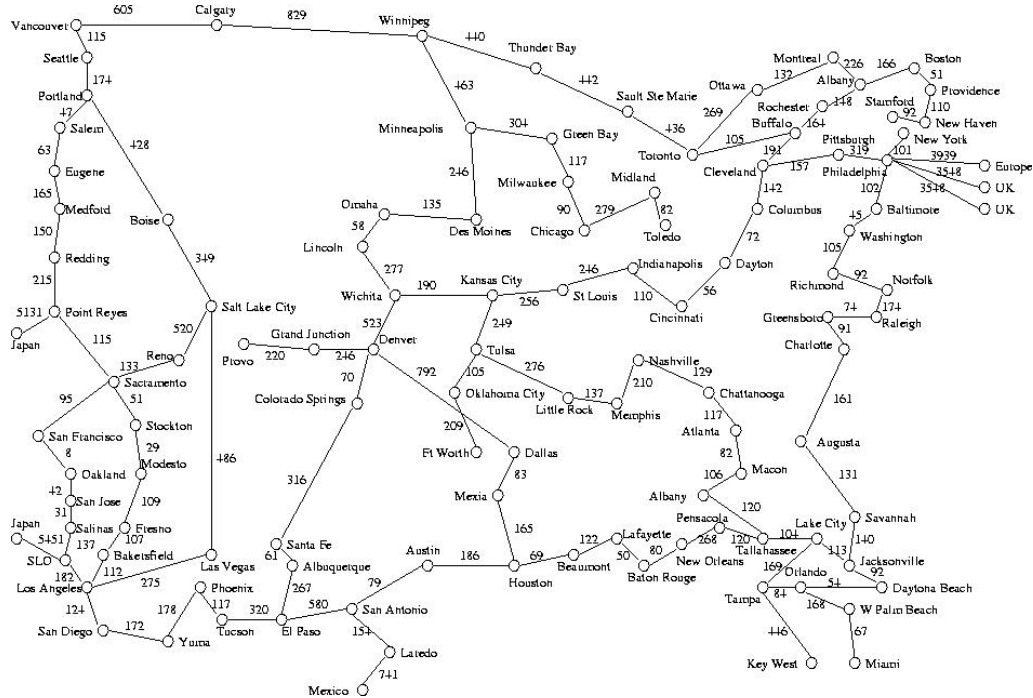 605
829
Vancouver
Calgary
Winnipeg
115
440
Thunder Bay
Montreal
226
166
Boston
Seattle
132
Albany
51
174
463
442
Ottawa
Providence
Portland
Sault Ste Marie
Rochester
148
Stamford
110
47
269
92
Salem
304
436
Buffalo
164
New Haven
428
Minneapolis
Green Bay
105
Pittsburgh
New York
63
Toronto
191
319
101
3939
Europe
Eugene
117
Cleveland
157
Philadelphia
3548
246
Milwaukee
Midland
142
102
3548
UK
165
Omaha
135
90
279
82
Columbus
Baltimore
UK
Medford
Boise
58
Des Moines
Chicago
Toledo
45
Washington
150
Lincoln
72
105
Redding
349
277
Kansas City
246
Indianapolis
Dayton
92
215
Wichita
190
256
St Louis
110
56
Richmond
Norfolk
5131
Point Reyes
Salt Lake City
Cincinnati
74
174
Japan
523
249
Greensboro
91
Raleigh
115
520
Grand Junction
Denver
Tulsa
Charlotte
133
Reno
Provo
220
246
792
105
276
Nashville
129
Sacramento
70
Oklahoma City
137
210
Chattanooga
161
95
51
Colorado Springs
Little Rock
Memphis
117
Stockton
209
Atlanta
San Francisco
29
Ft Worth
Dallas
82
Augusta
8
Modesto
486
316
83
Macon
131
Oakland
Mexia
106
42
109
Albany
San Jose
120
31
165
Pensacola
Lake City
Savannah
Japan
Salinas
Fresno
Lafayette
104
140
5451
137
107
Santa Fe
Austin
122
80
268
120
Tallahassee
113
SLO
Bakersfield
61
Albuquerque
186
69
50
New Orleans
169
Jacksonville
182
112
Las Vegas
Houston
Beaumont
Baton Rouge
Orlando
92
Los Angeles
275
Phoenix
267
79
54
Daytona Beach
124
178
117
320
580
San Antonio
Tampa
84
168
W Palm Beach
San Diego
172
Yuma
Tucson
El Paso
154
446
67
Laredo
741
Key West
Miami
Mexico